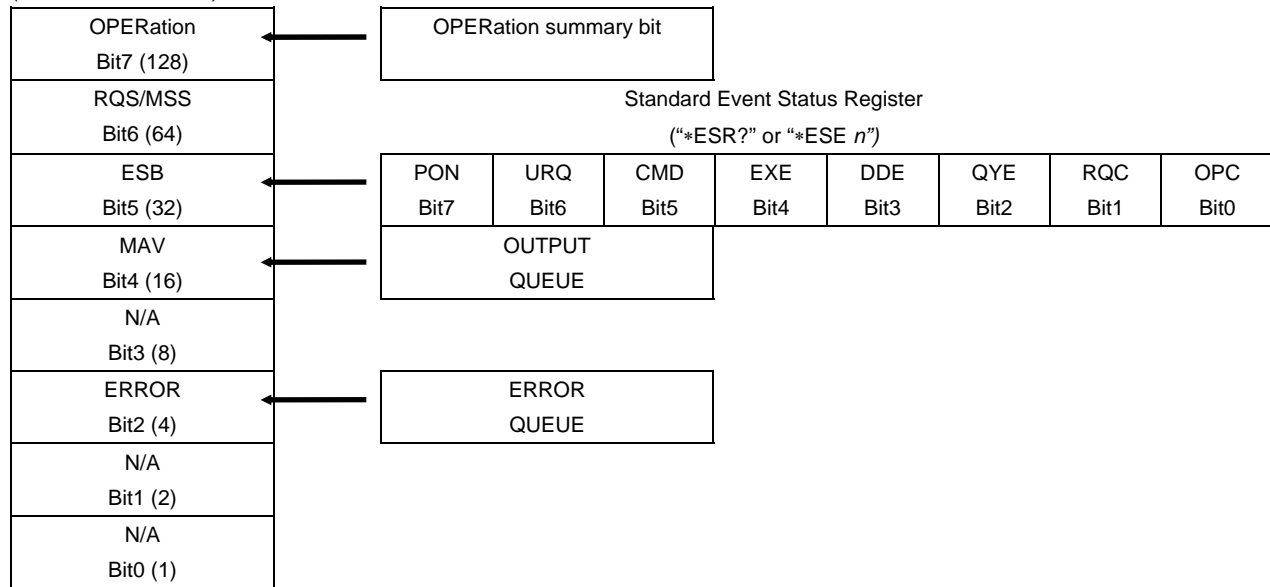 OPERation
Bit7 (128)
OPERation summary bit
RQS/MSS
Bit6 (64)
Standard Event Status Register
("∗ESR?" or "∗ESE n")
ESB
Bit5 (32)
PON URQ CMD EXE DDE QYE RQC OPC
Bit7 Bit6 Bit5 Bit4 Bit3 Bit2 Bit1 Bit0
MAV
Bit4 (16)
OUTPUT
QUEUE
N/A
Bit3 (8)
ERROR
Bit2 (4)
ERROR
QUEUE
N/A
Bit1 (2)
N/A
Bit0 (1)